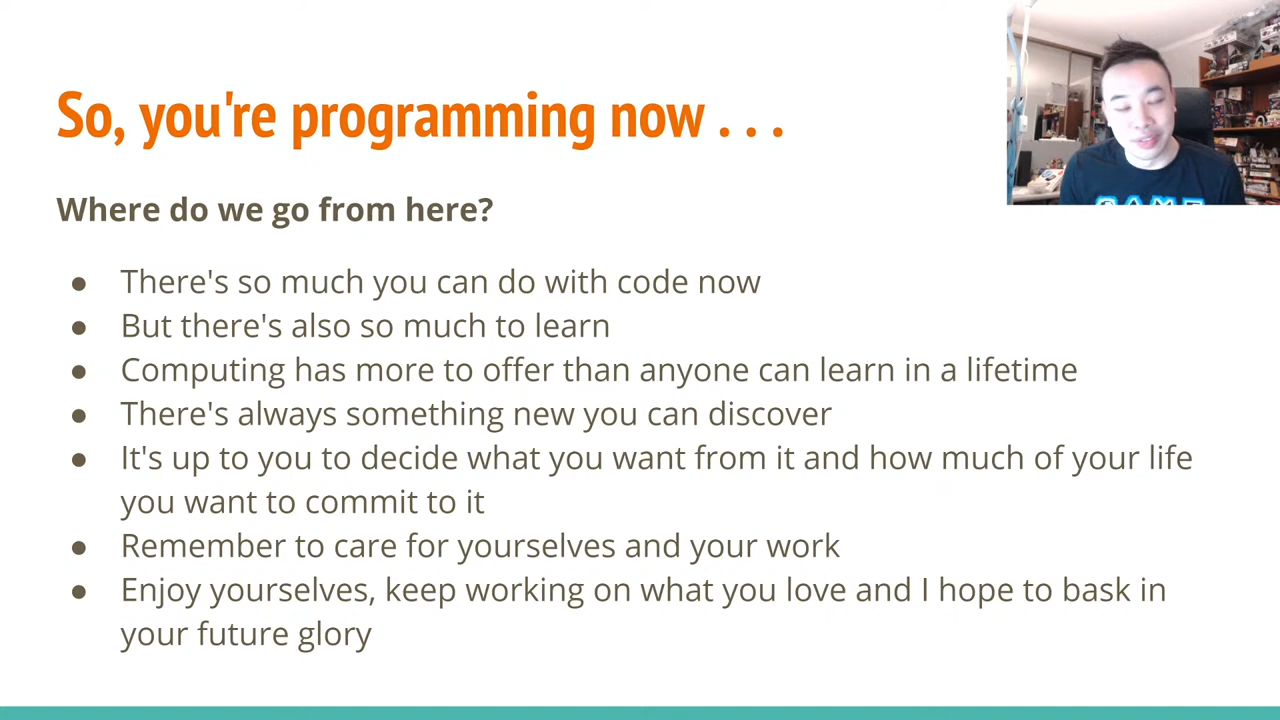 So, you're programming now . . .
Where do we go from here?
● There's so much you can do with code now
● But there's also so much to learn
● Computing has more to offer than anyone can learn in a lifetime
● There's always something new you can discover
● It's up to you to decide what you want from it and how much of your life
you want to commit to it
● Remember to care for yourselves and your work
● Enjoy yourselves, keep working on what you love and I hope to bask in
your future glory